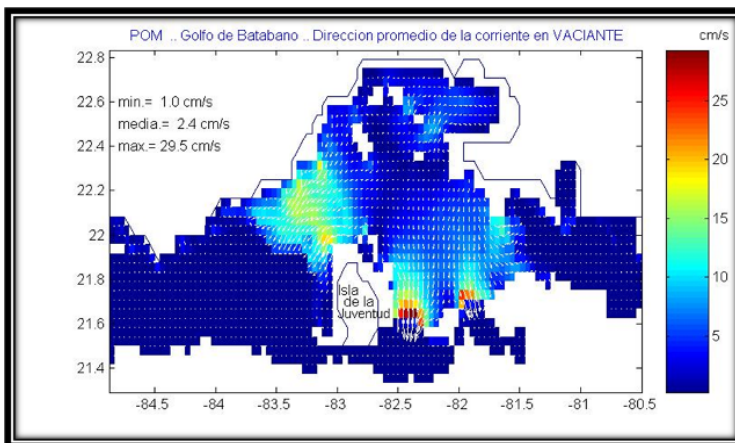 POM .. Golfo de Batabano .. Direccion promedio de la corriente en VACIANTE
cm/s
min.= 1.0 cm/s
media.= 2.4 cm/s
max.= 29.5 cm/s
22.8
22.6
22.4
22.2
22
21.8
21.6
21.4
Isla
de la
Juventud
-84.5
-84
-83.5
-83
-82.5
-82
-81.5
-81
-80.5
25
20
15
10
5